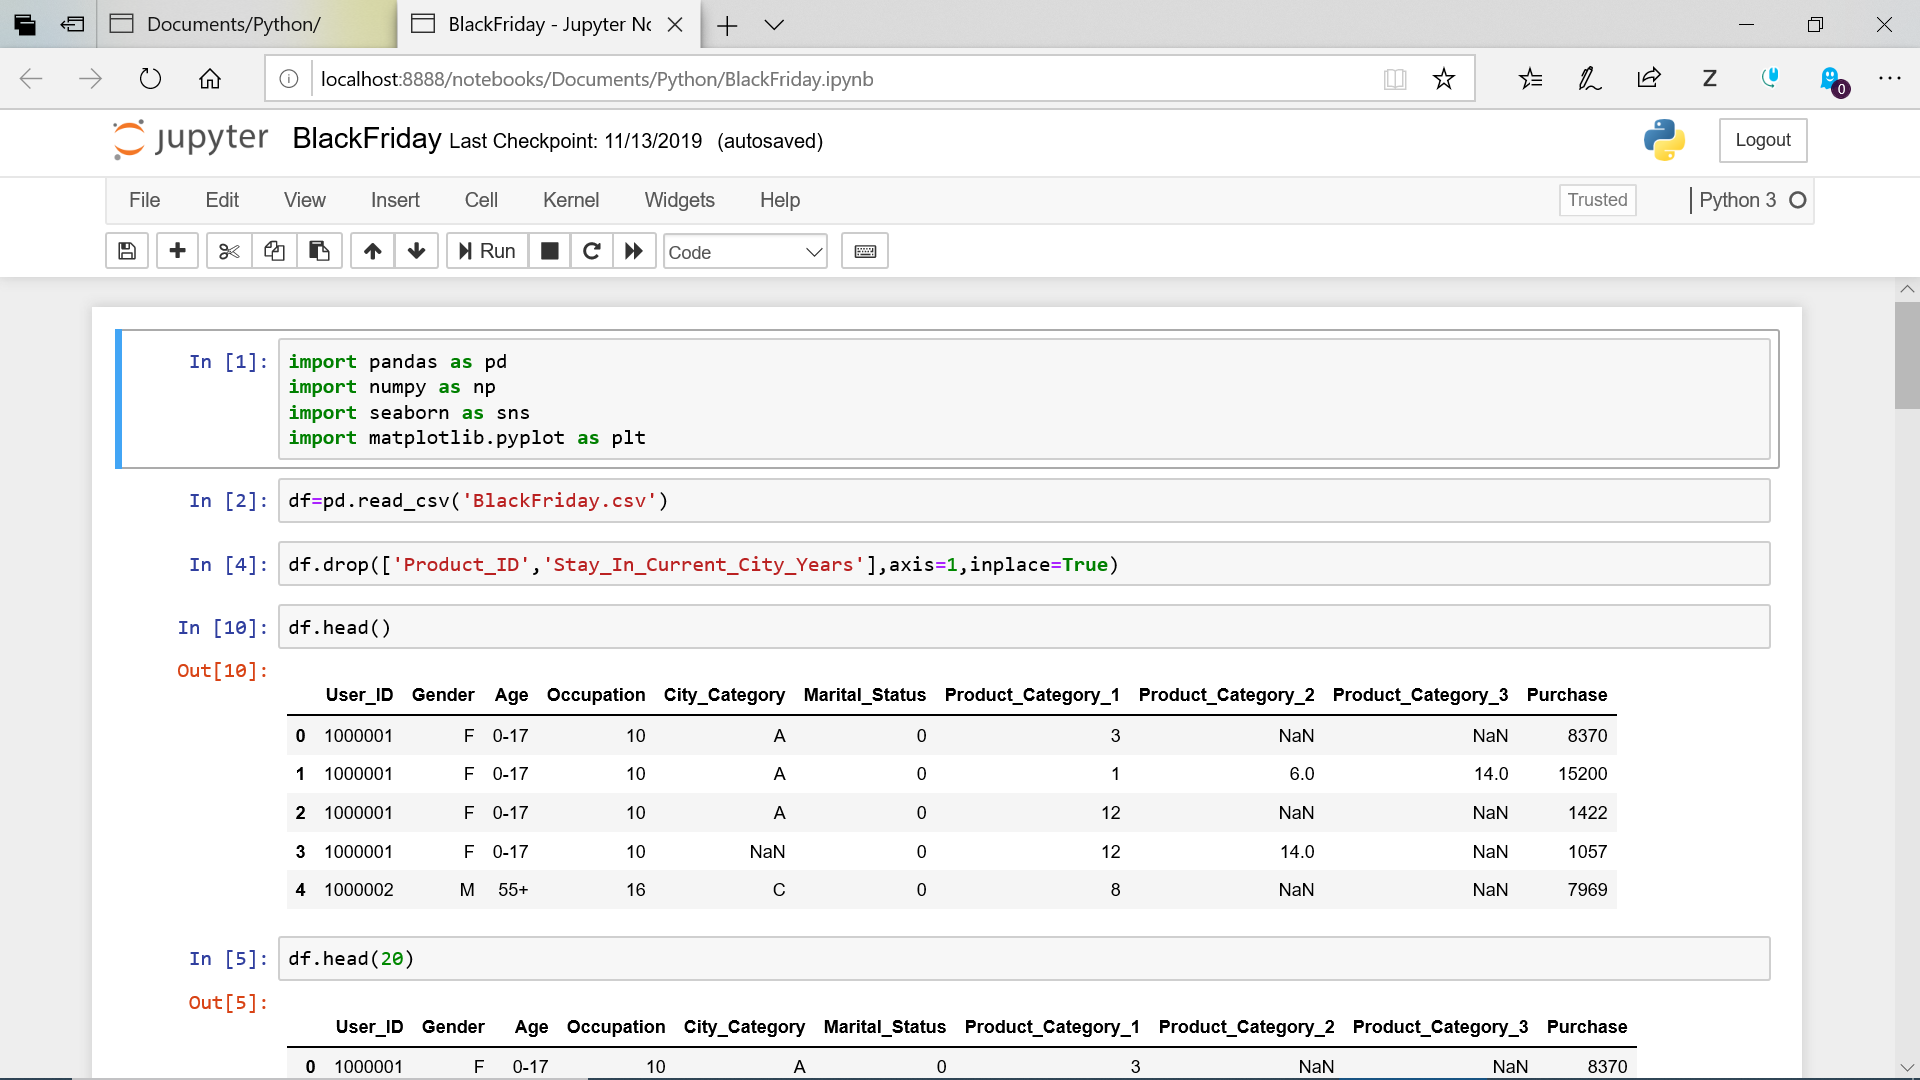 Documents/Python/
BlackFriday - Jupyter No
localhost:8888/notebooks/Documents/Python/BlackFriday.ipynb
Z
0
jupyter BlackFriday Last Checkpoint: 11/13/2019 (autosaved)
Logout
File Edit View Insert Cell Kernel Widgets Help
Trusted
Python 3
Run
Code
In [1]: import pandas as pd
import numpy as np
import seaborn as sns
import matplotlib.pyplot as plt
In [2]: df=pd.read_csv('BlackFriday.csv')
In [4]: df.drop(['Product_ID','Stay_In_Current_City_Years'],axis=1,inplace=True)
In [10]: df.head()
Out[10]:
User_ID Gender Age Occupation City_Category Marital_Status Product_Category_1 Product_Category_2 Product_Category_3 Purchase
0 1000001 F 0-17 10 A 0 3 NaN NaN 8370
1 1000001 F 0-17 10 A 0 1 6.0 14.0 15200
2 1000001 F 0-17 10 A 0 12 NaN NaN 1422
3 1000001 F 0-17 10 NaN 0 12 14.0 NaN 1057
4 1000002 M 55+ 16 C 0 8 NaN NaN 7969
In [5]: df.head(20)
Out[5]:
User_ID Gender Age Occupation City_Category Marital_Status Product_Category_1 Product_Category_2 Product_Category_3 Purchase
0 1000001 F 0-17 10 A 0 3 NaN NaN 8370